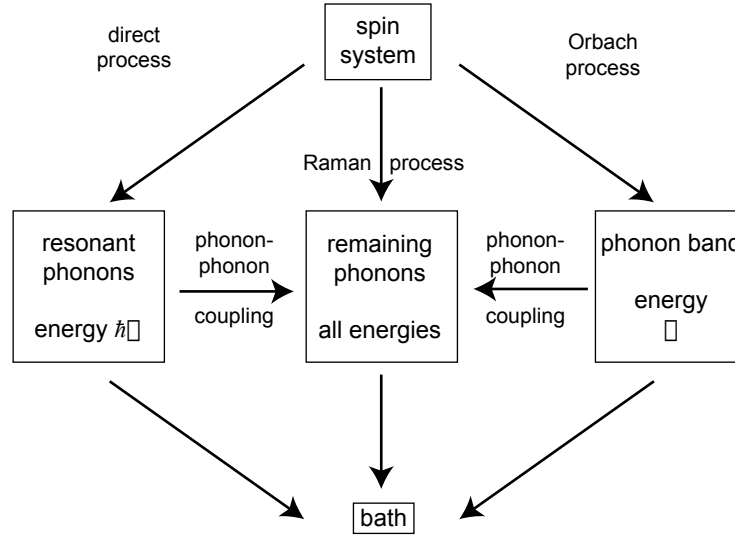 direct
process
spin
system
Orbach
process
Raman process
resonant
phonons
energy ℏ▯
phonon-
phonon
coupling
remaining
phonons
all energies
phonon-
phonon
coupling
phonon band
energy
▯
bath